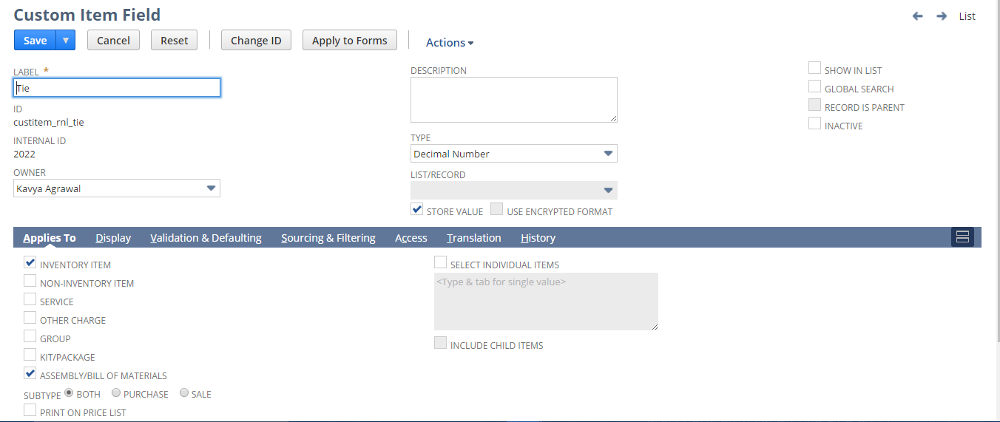 Custom Item Field
List
Save
Cancel
Reset
Change ID
Apply to Forms
Actions
LABEL *
Tie
ID
custitem_rnl_tie
INTERNAL ID
2022
OWNER
Kavya Agrawal
DESCRIPTION
TYPE
Decimal Number
LIST/RECORD
STORE VALUE USE ENCRYPTED FORMAT
SHOW IN LIST
GLOBAL SEARCH
RECORD IS PARENT
INACTIVE
Applies To Display Validation & Defaulting Sourcing & Filtering Access Translation History
INVENTORY ITEM
NON-INVENTORY ITEM
SERVICE
OTHER CHARGE
GROUP
KIT/PACKAGE
ASSEMBLY/BILL OF MATERIALS
SUBTYPE BOTH PURCHASE SALE
PRINT ON PRICE LIST
SELECT INDIVIDUAL ITEMS
<Type & tab for single value>
INCLUDE CHILD ITEMS